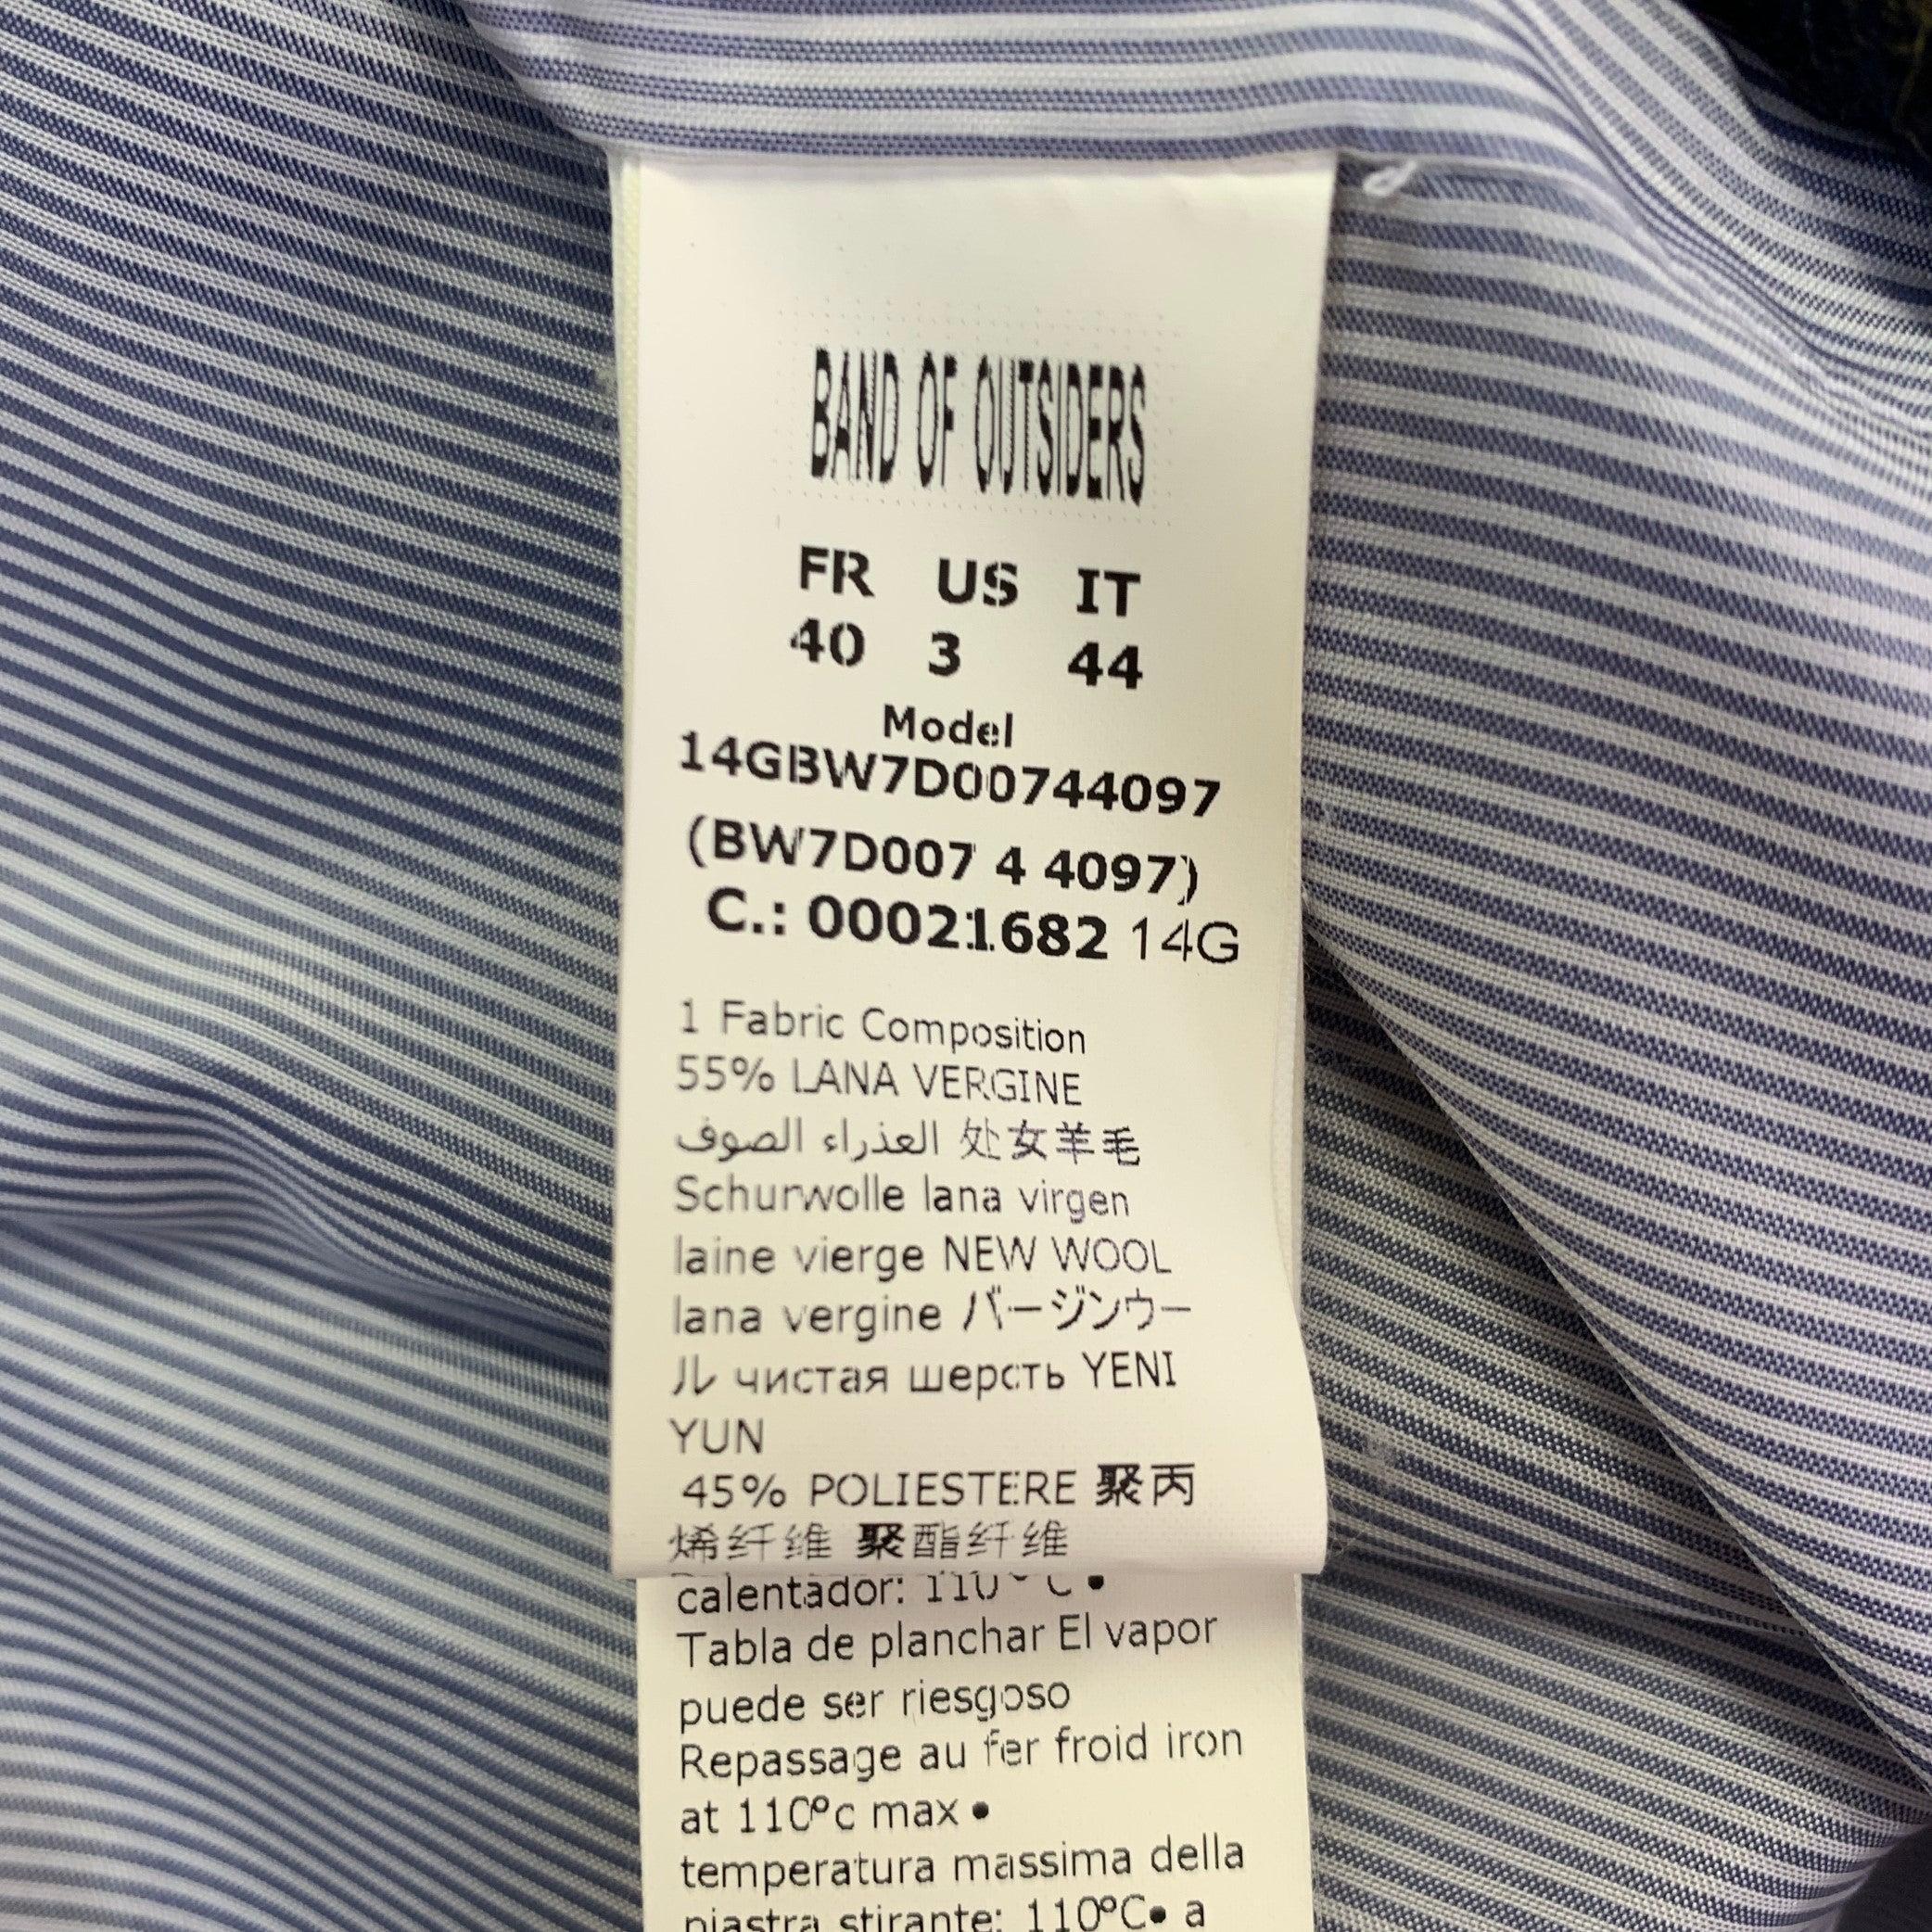 BAND OF OUTSIDERS
FR US IT
40 3 44
Model
14GBW7D00744097
(BW7D007 4 4097)
C.: 00021682 14G
1 Fabric Composition
55% LANA VERGINE
العذراء الصوف 处女羊毛
Schurwolle lana virgen
laine vierge NEW WOOL
lana vergine バージンウー
ル чистая шерсть YENI
YUN
45% POLIESTERE 聚丙
烯纤维 聚酯纤维
calentador: 110 ° C •
Tabla de planchar El vapor
puede ser riesgoso
Repassage au fer froid iron
at 110ºc max •
temperatura massima della
piastra stirante: 110ºC• a